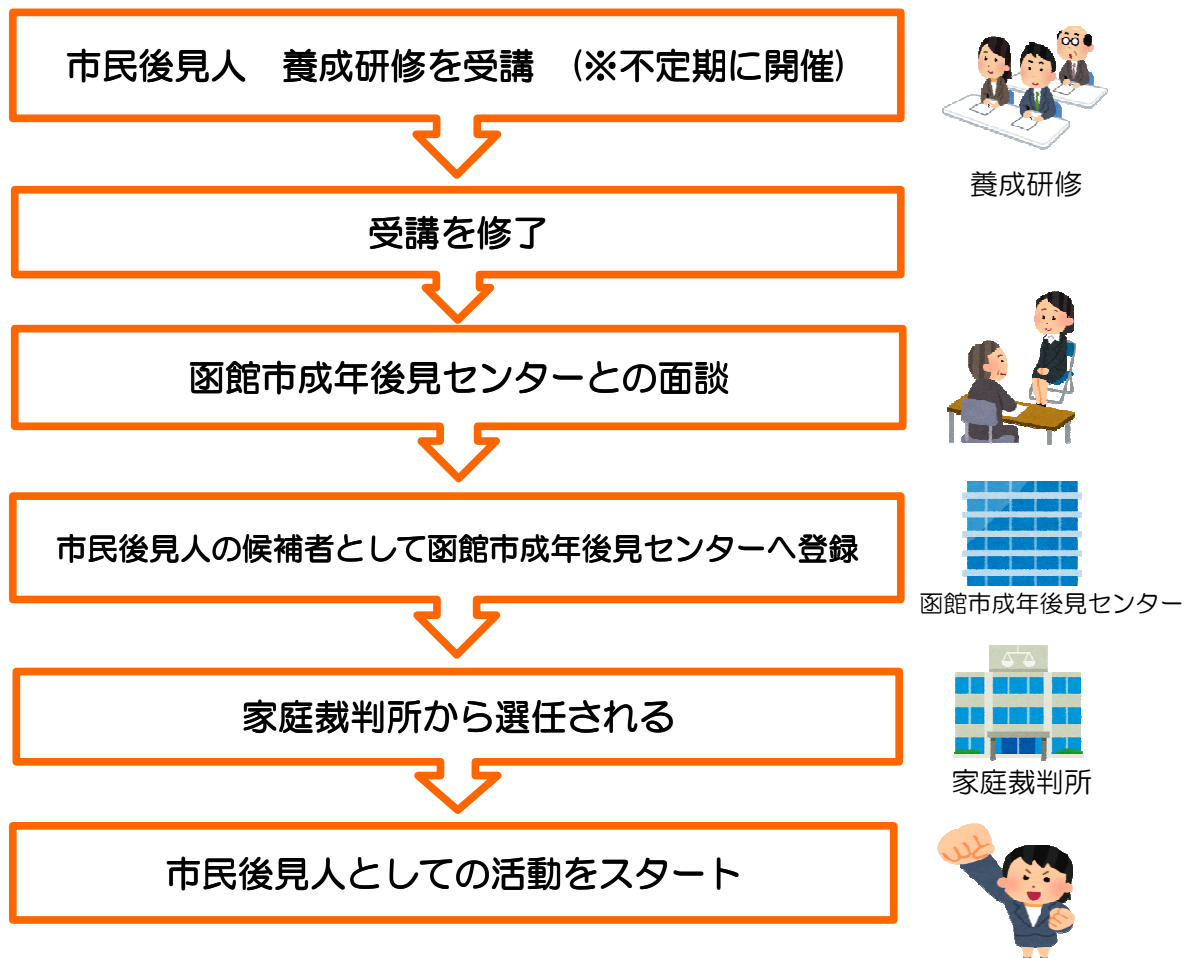 市民後見人　養成研修を受講　(※不定期に開催)
養成研修
受講を修了
函館市成年後見センターとの面談
市民後見人の候補者として函館市成年後見センターへ登録
函館市成年後見センター
家庭裁判所から選任される
家庭裁判所
市民後見人としての活動をスタート